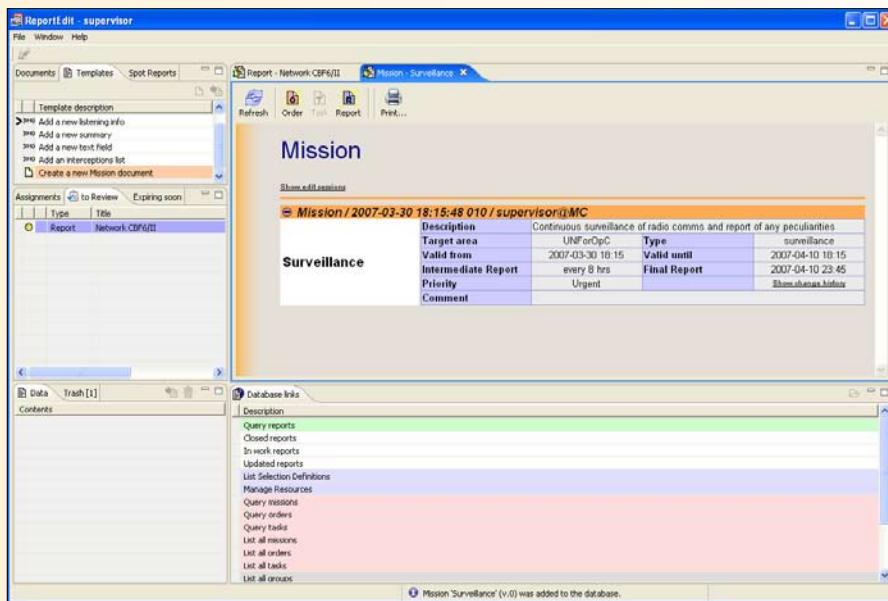 ReportEdit - supervisor
File Window Help
Documents Templates Spot Reports
Template description
Add a new listening info
Add a new summary
Add a new text field
Add an interceptions list
Create a new Mission document
Assignments to Review Expiring soon
Type Title
Report Network CBF6/II
Data Trash [1]
Contents
Report - Network CBF6/II Mission - Surveillance
Refresh Order Task Report Print...
Mission
Show edit sessions
Mission / 2007-03-30 18:15:48 010 / supervisor@MC
Surveillance
Description Continuous surveillance of radio comms and report of any peculiarities
Target area UNForOpC Type surveillance
Valid from 2007-03-30 18:15 Valid until 2007-04-10 18:15
Intermediate Report every 8 hrs Final Report 2007-04-10 23:45
Priority Urgent Show change history
Comment
Database links
Description
Query reports
Closed reports
In work reports
Updated reports
List Selection Definitions
Manage Resources
Query missions
Query orders
Query tasks
List all missions
List all orders
List all tasks
List all groups
Mission 'Surveillance' (v.0) was added to the database.